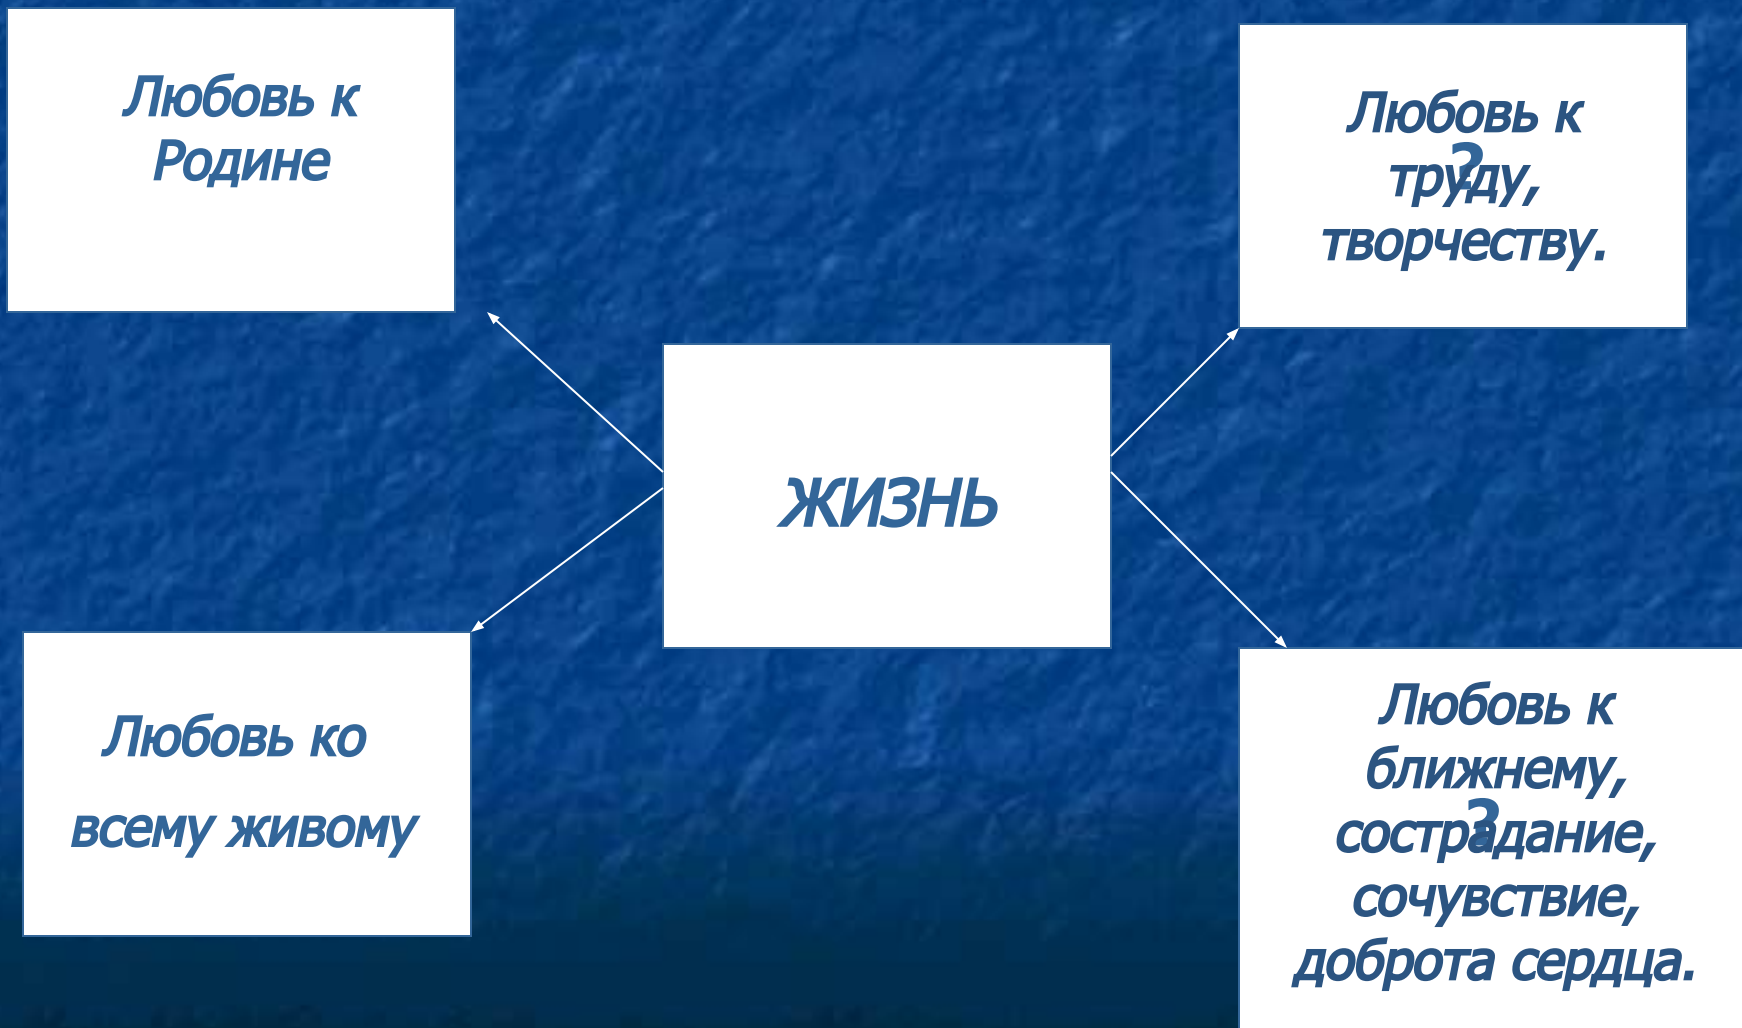 Любовь к
Родине
Любовь к
труду,
творчеству.
?
ЖИЗНЬ
Любовь ко
всему живому
Любовь к
ближнему,
сострадание,
сочувствие,
доброта сердца.
?